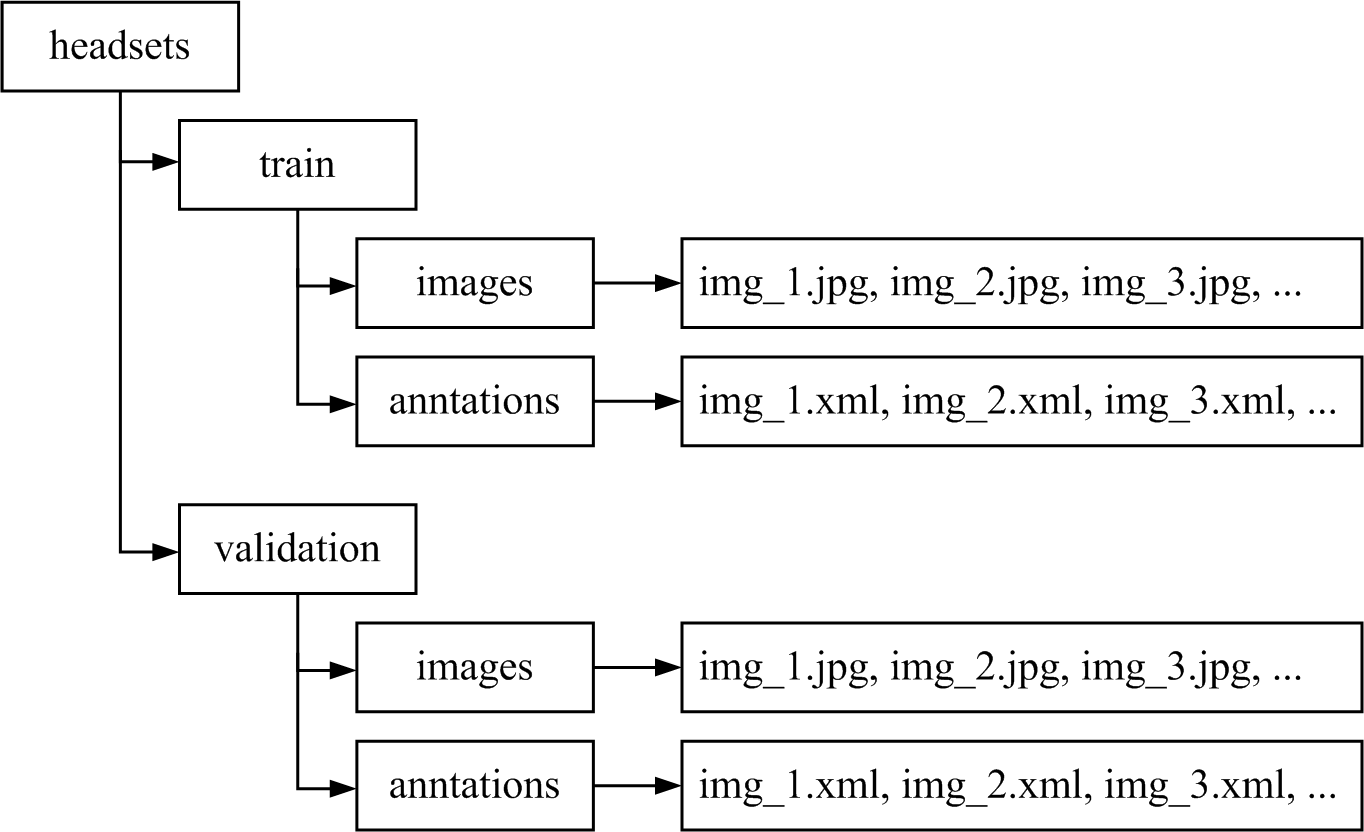 headsets
train
images
img_1.jpg, img_2.jpg, img_3.jpg, ...
anntations
img_1.xml, img_2.xml, img_3.xml, ...
validation
images
img_1.jpg, img_2.jpg, img_3.jpg, ...
anntations
img_1.xml, img_2.xml, img_3.xml, ...